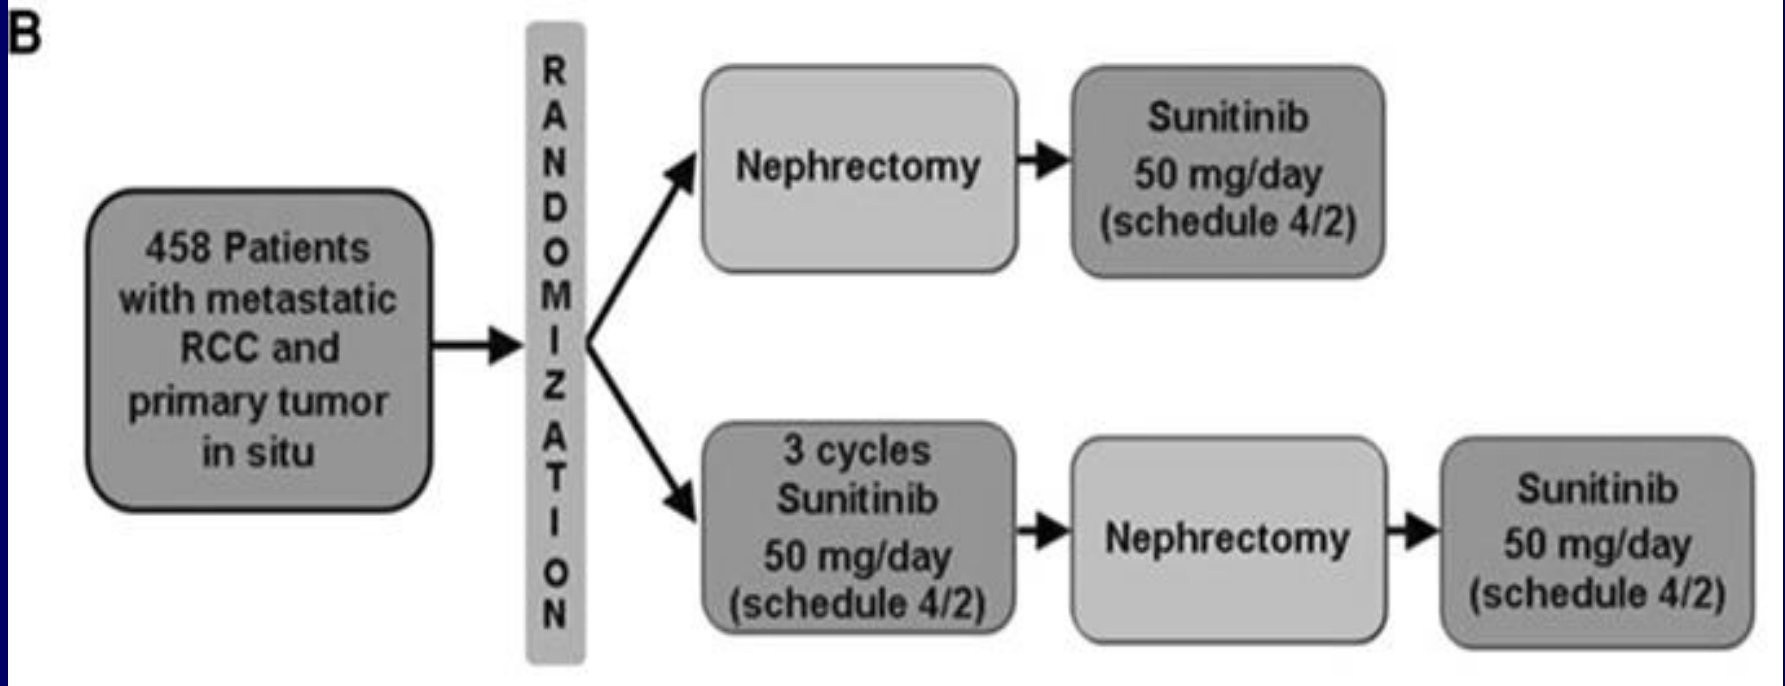 B
458 Patients
with metastatic
RCC and
primary tumor
in situ
RANDOMIZATION
Nephrectomy
Sunitinib
50 mg/day
(schedule 4/2)
3 cycles
Sunitinib
50 mg/day
(schedule 4/2)
Nephrectomy
Sunitinib
50 mg/day
(schedule 4/2)